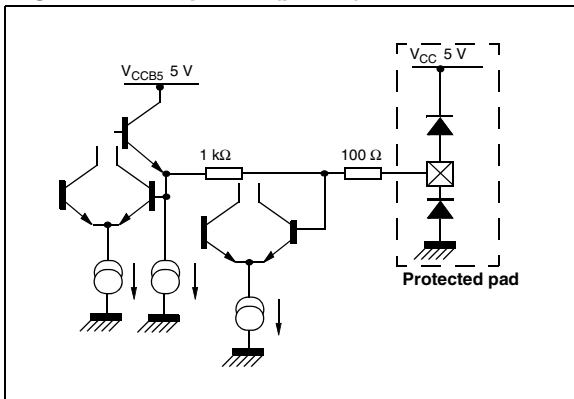 V_CCB5 5 V
V_CC 5 V
1 kΩ
100 Ω
Protected pad